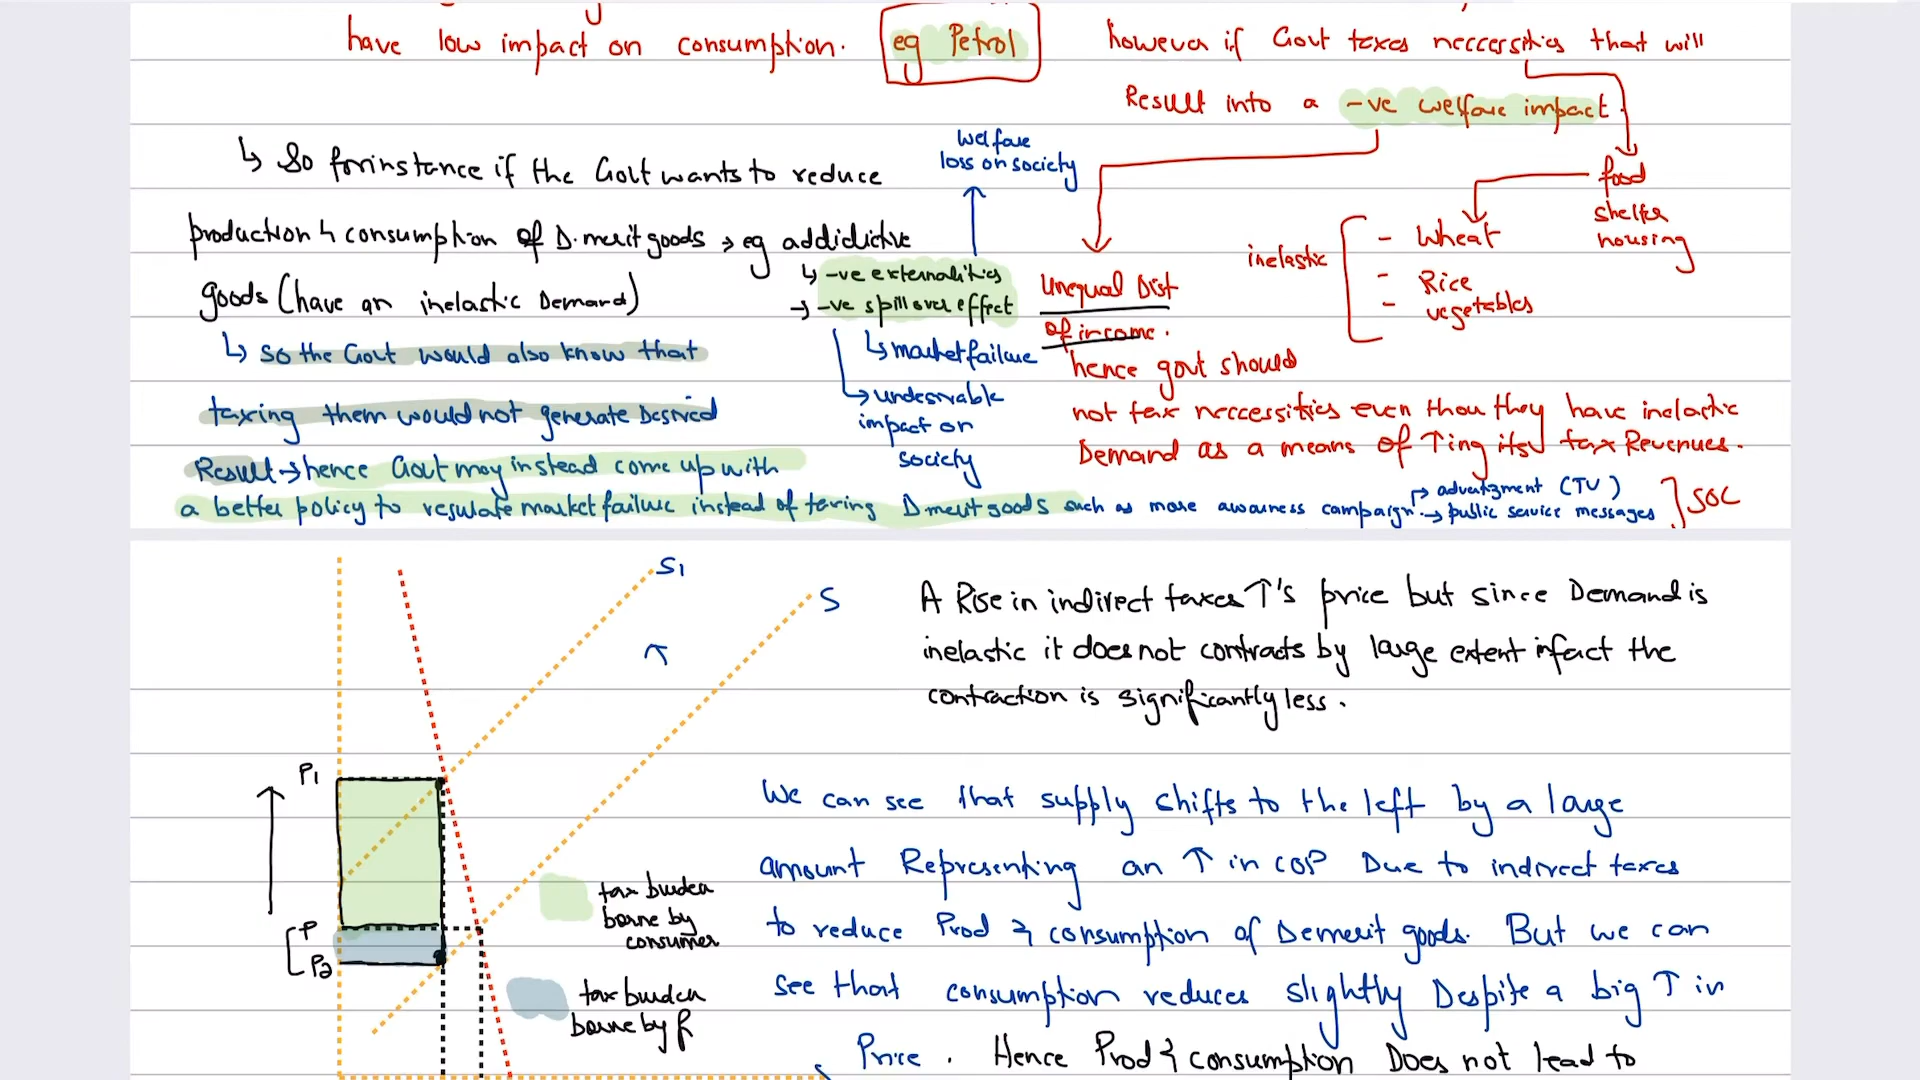 have low impact on consumption.
eg Petrol
however if Govt taxes neccersities that will
Result into a -ve welfare impact
food
shelter
housing
inelastic
- Wheat
- Rice
- vegetables
Unequal Dist
of income.
hence govt should
not tax neccessities even thou they have inelastic
Demand as a means of ↑ing its tax Revenues.
↳ So forinstance if the Govt wants to reduce
production & consumption of D.merit goods → eg addidictive
goods (have an inelastic Demand)
welfare
loss on society
↳ -ve externalities
→ -ve spill over effect
↳ market failure
↳ undesirable
impact on
society
↳ so the Govt would also know that
taxing them would not generate Desired
Result → hence Govt may instead come up with
a better policy to regulate market failure instead of taxing D merit goods such as more awarness campaign.
→ advertizment (TV)
→ public service messages
] SOC
S1
S
P1
P
P2
tax burden
borne by
consumer
tax burden
borne by f
A Rise in indirect taxes ↑'s price but since Demand is
inelastic it does not contracts by large extent infact the
contraction is significantly less.
We can see that supply shifts to the left by a large
amount Representing an ↑ in COP Due to indirect taxes
to reduce Prod & consumption of Demerit goods. But we can
see that consumption reduces slightly Despite a big ↑ in
Price. Hence Prod & consumption Does not lead to